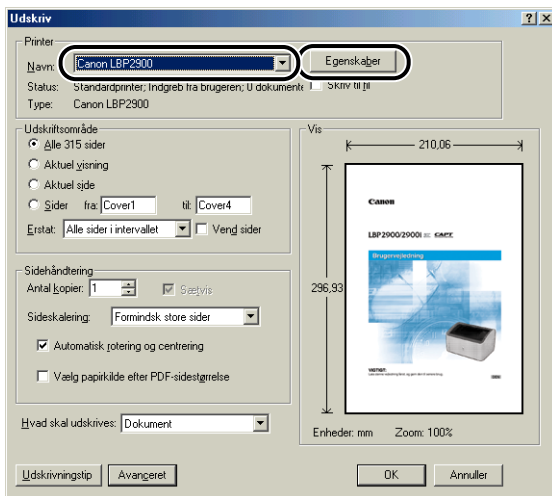 Udskriv
Printer
Navn: Canon LBP2900 Egenskaber
Status: Standardprinter; Indgreb fra brugeren; 0 dokumente Skriv til fil
Type: Canon LBP2900
Udskriftsområde
Alle 315 sider
Aktuel visning
Aktuel side
Sider fra: Cover1 til: Cover4
Erstat: Alle sider i intervallet Vend sider
Sidehåndtering
Antal kopier: 1 Sætvis
Sideskalering: Formindsk store sider
Automatisk rotering og centrering
Vælg papirkilde efter PDF-sidestørrelse
Hvad skal udskrives: Dokument
Vis
210,06
296,93
Canon
LBP2900/2900i CAPT
Brugervejledning
VIGTIGT:
Enheder: mm Zoom: 100%
Udskrivningstip Avanceret OK Annuller